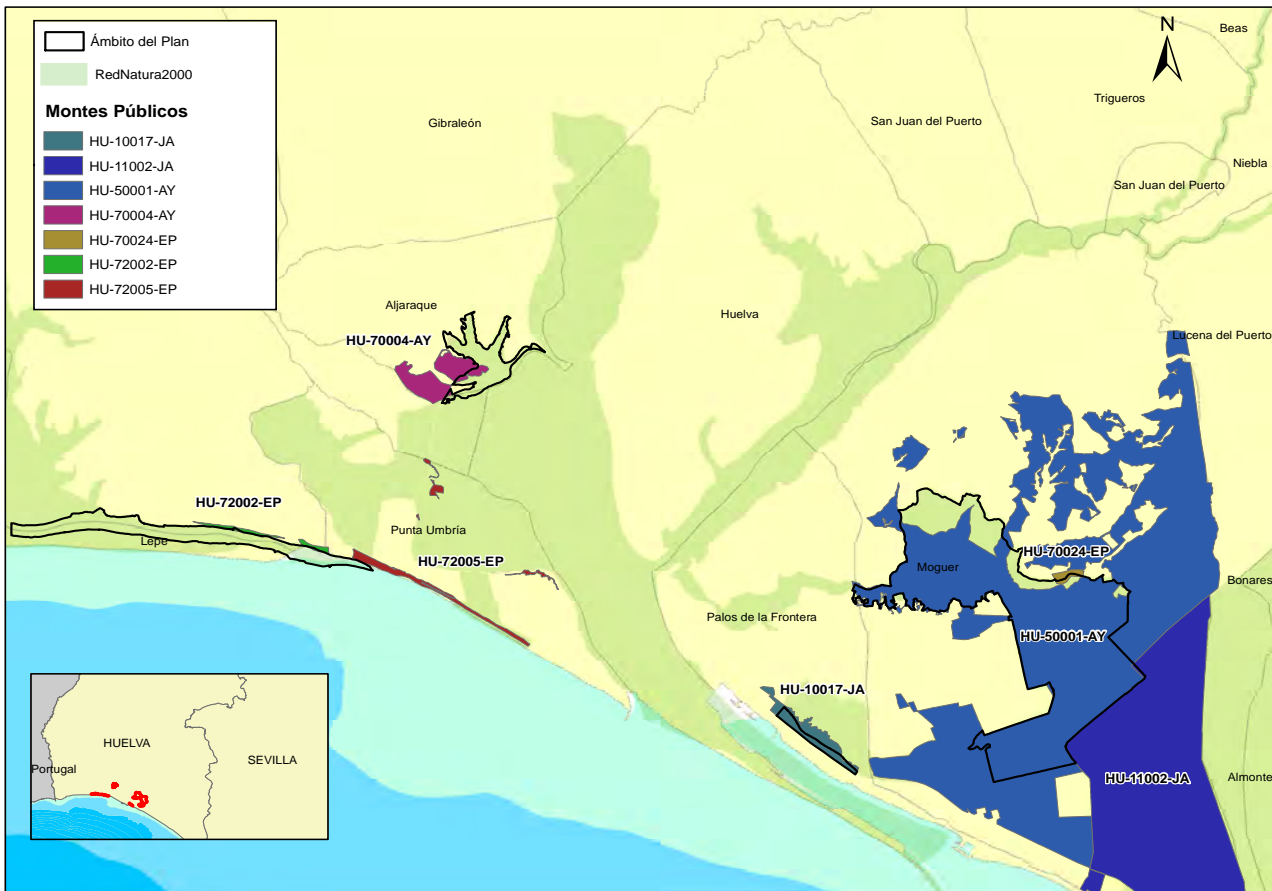 Ámbito del Plan
RedNatura2000
Montes Públicos
HU-10017-JA
HU-11002-JA
HU-50001-AY
HU-70004-AY
HU-70024-EP
HU-72002-EP
HU-72005-EP
N
Beas
Trigueros
Gibraleón
San Juan del Puerto
Niebla
San Juan del Puerto
Aljaraque
Huelva
HU-70004-AY
Lucena del Puerto
HU-72002-EP
Lepe
Punta Umbría
HU-72005-EP
HU-70024-EP
Moguer
Bonares
Palos de la Frontera
HU-50001-AY
HU-10017-JA
HU-11002-JA
Almonte
HUELVA
SEVILLA
Portugal